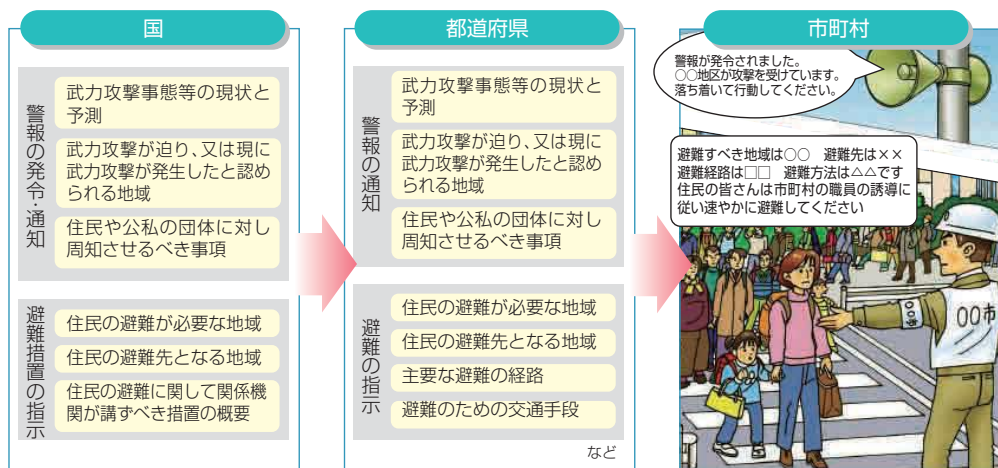 国
警報の発令・通知
武力攻撃事態等の現状と
予測
武力攻撃が迫り、又は現に
武力攻撃が発生したと認め
られる地域
住民や公私の団体に対し
周知させるべき事項
避難措置の指示
住民の避難が必要な地域
住民の避難先となる地域
住民の避難に関して関係機
関が講ずべき措置の概要
都道府県
警報の通知
武力攻撃事態等の現状と
予測
武力攻撃が迫り、又は現に
武力攻撃が発生したと認め
られる地域
住民や公私の団体に対し
周知させるべき事項
避難の指示
住民の避難が必要な地域
住民の避難先となる地域
主要な避難の経路
避難のための交通手段
など
市町村
警報が発令されました。
○○地区が攻撃を受けています。
落ち着いて行動してください。
避難すべき地域は○○　避難先は××
避難経路は□□　避難方法は△△です
住民の皆さんは市町村の職員の誘導に
従い速やかに避難してください
○○市
○○市